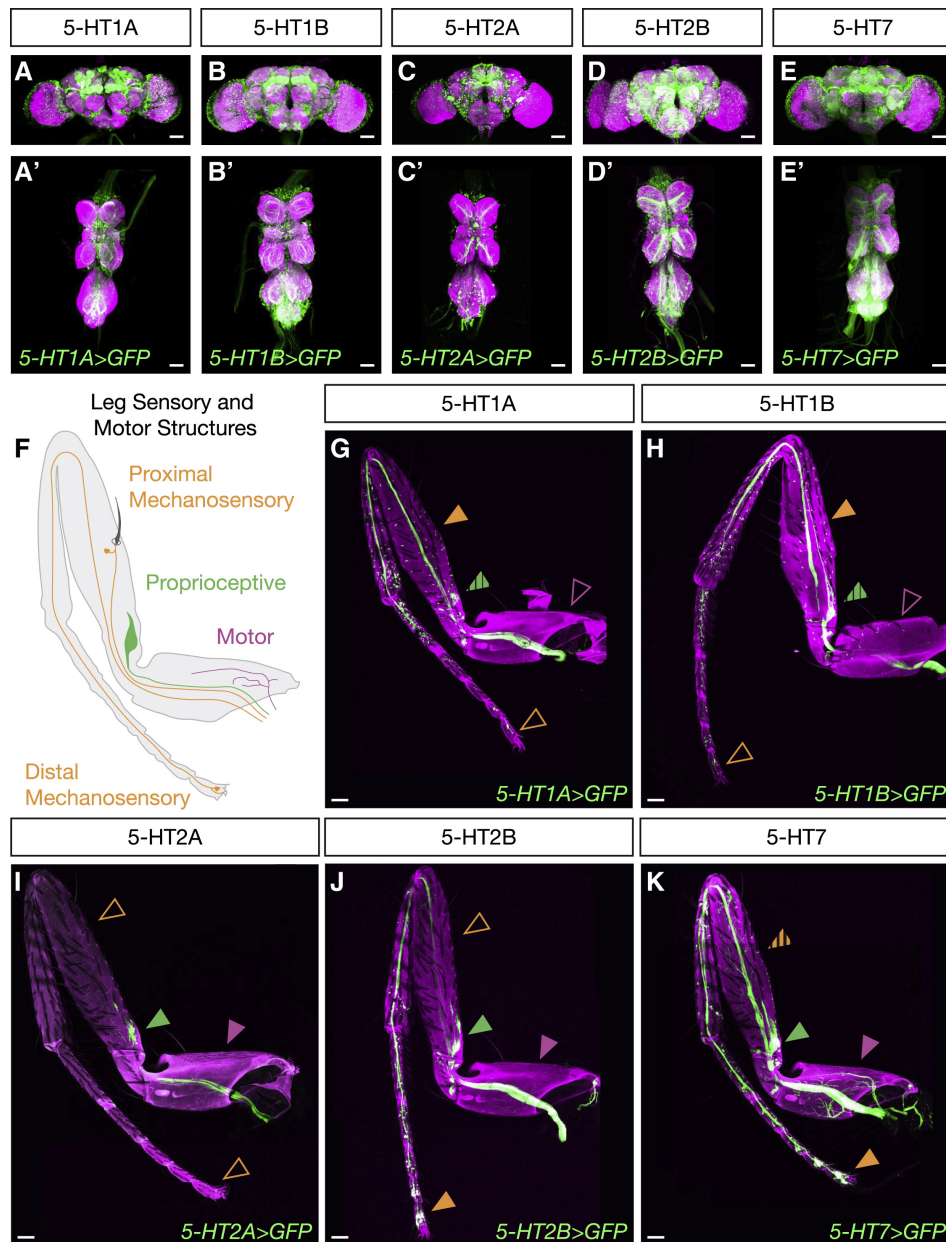 5-HT1A
5-HT1B
5-HT2A
5-HT2B
5-HT7
A
B
C
D
E
A'
B'
C'
D'
E'
5-HT1A>GFP
5-HT1B>GFP
5-HT2A>GFP
5-HT2B>GFP
5-HT7>GFP
Leg Sensory and
Motor Structures
F
Proximal
Mechanosensory
Proprioceptive
Motor
Distal
Mechanosensory
5-HT1A
G
5-HT1A>GFP
5-HT1B
H
5-HT1B>GFP
5-HT2A
I
5-HT2A>GFP
5-HT2B
J
5-HT2B>GFP
5-HT7
K
5-HT7>GFP